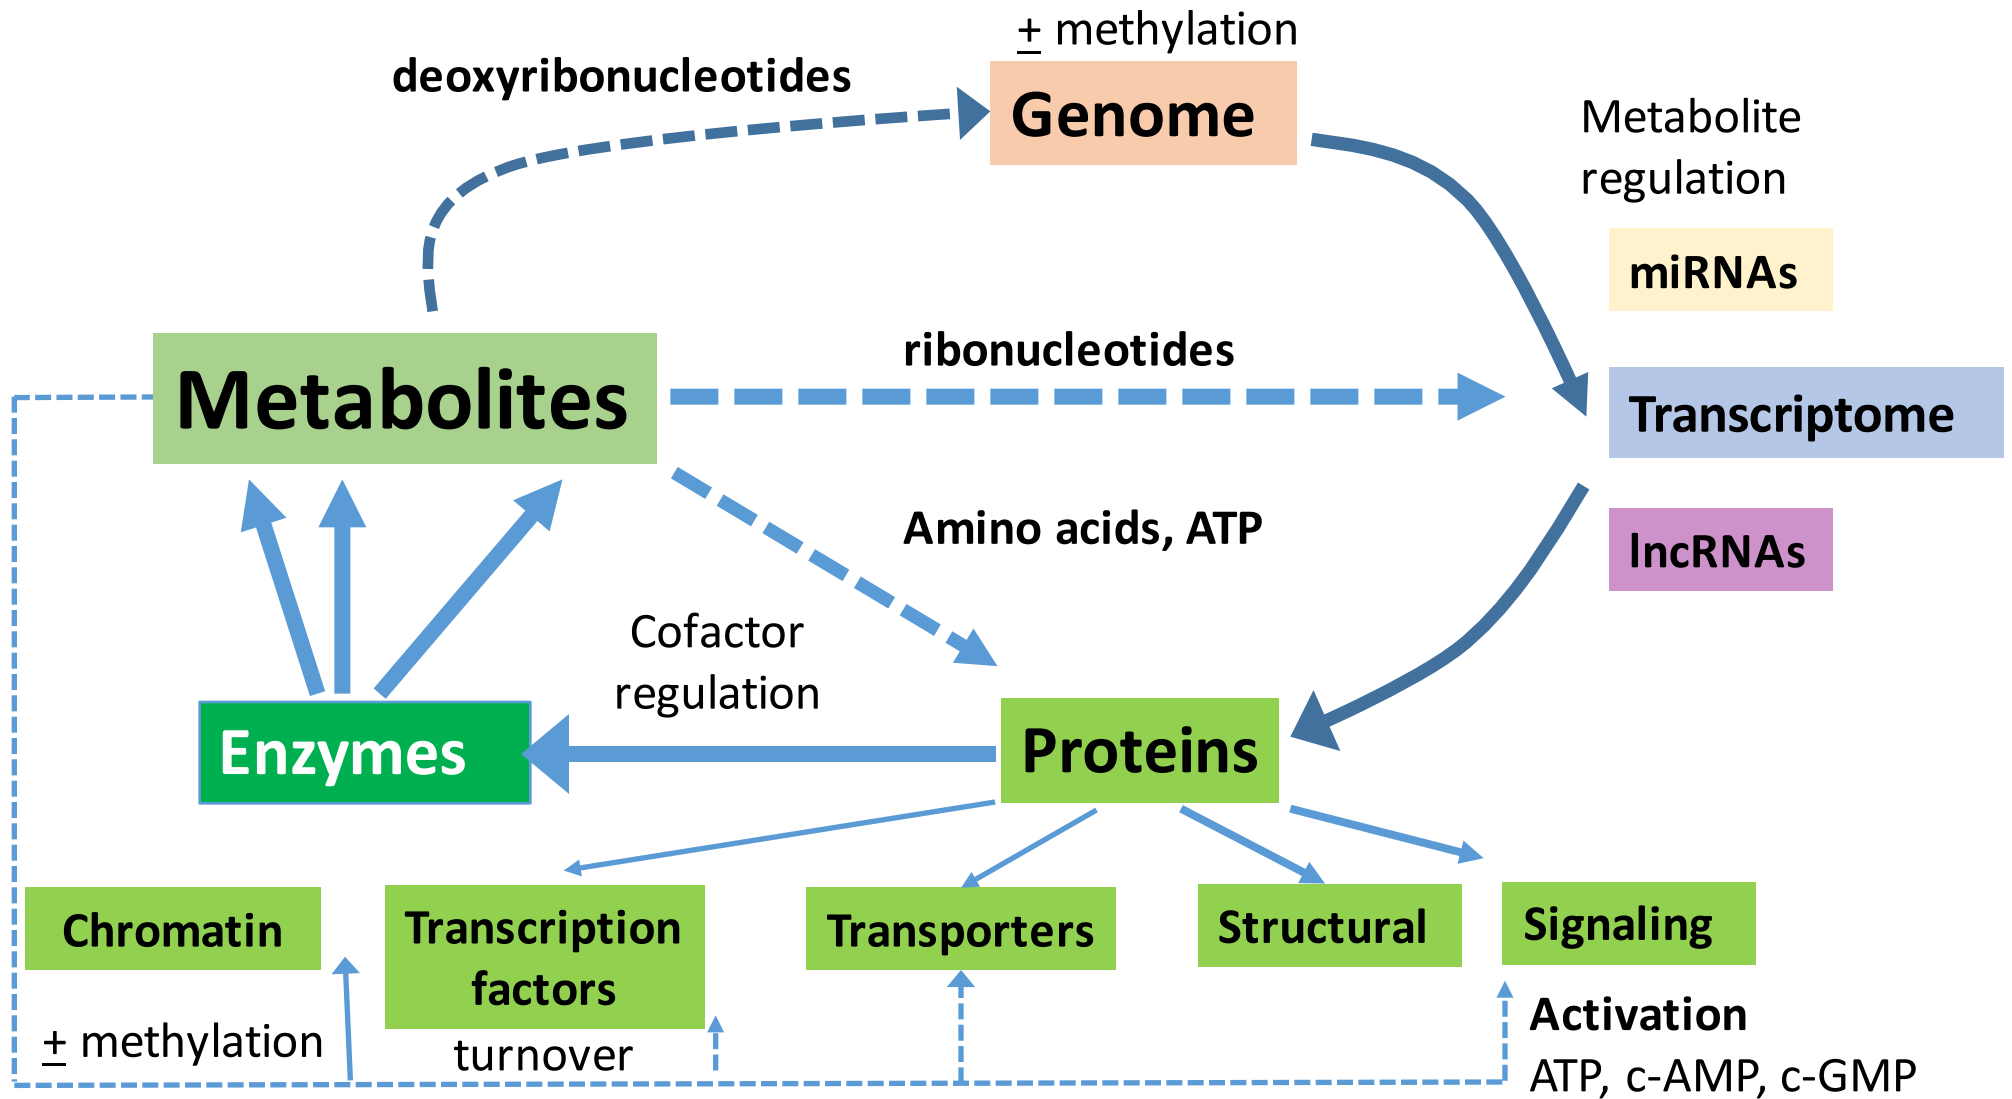 ± methylation
deoxyribonucleotides
Genome
Metabolite
regulation
miRNAs
ribonucleotides
Metabolites
Transcriptome
Amino acids, ATP
lncRNAs
Cofactor
regulation
Enzymes
Proteins
Chromatin
Transcription
factors
Transporters
Structural
Signaling
± methylation
turnover
Activation
ATP, c-AMP, c-GMP